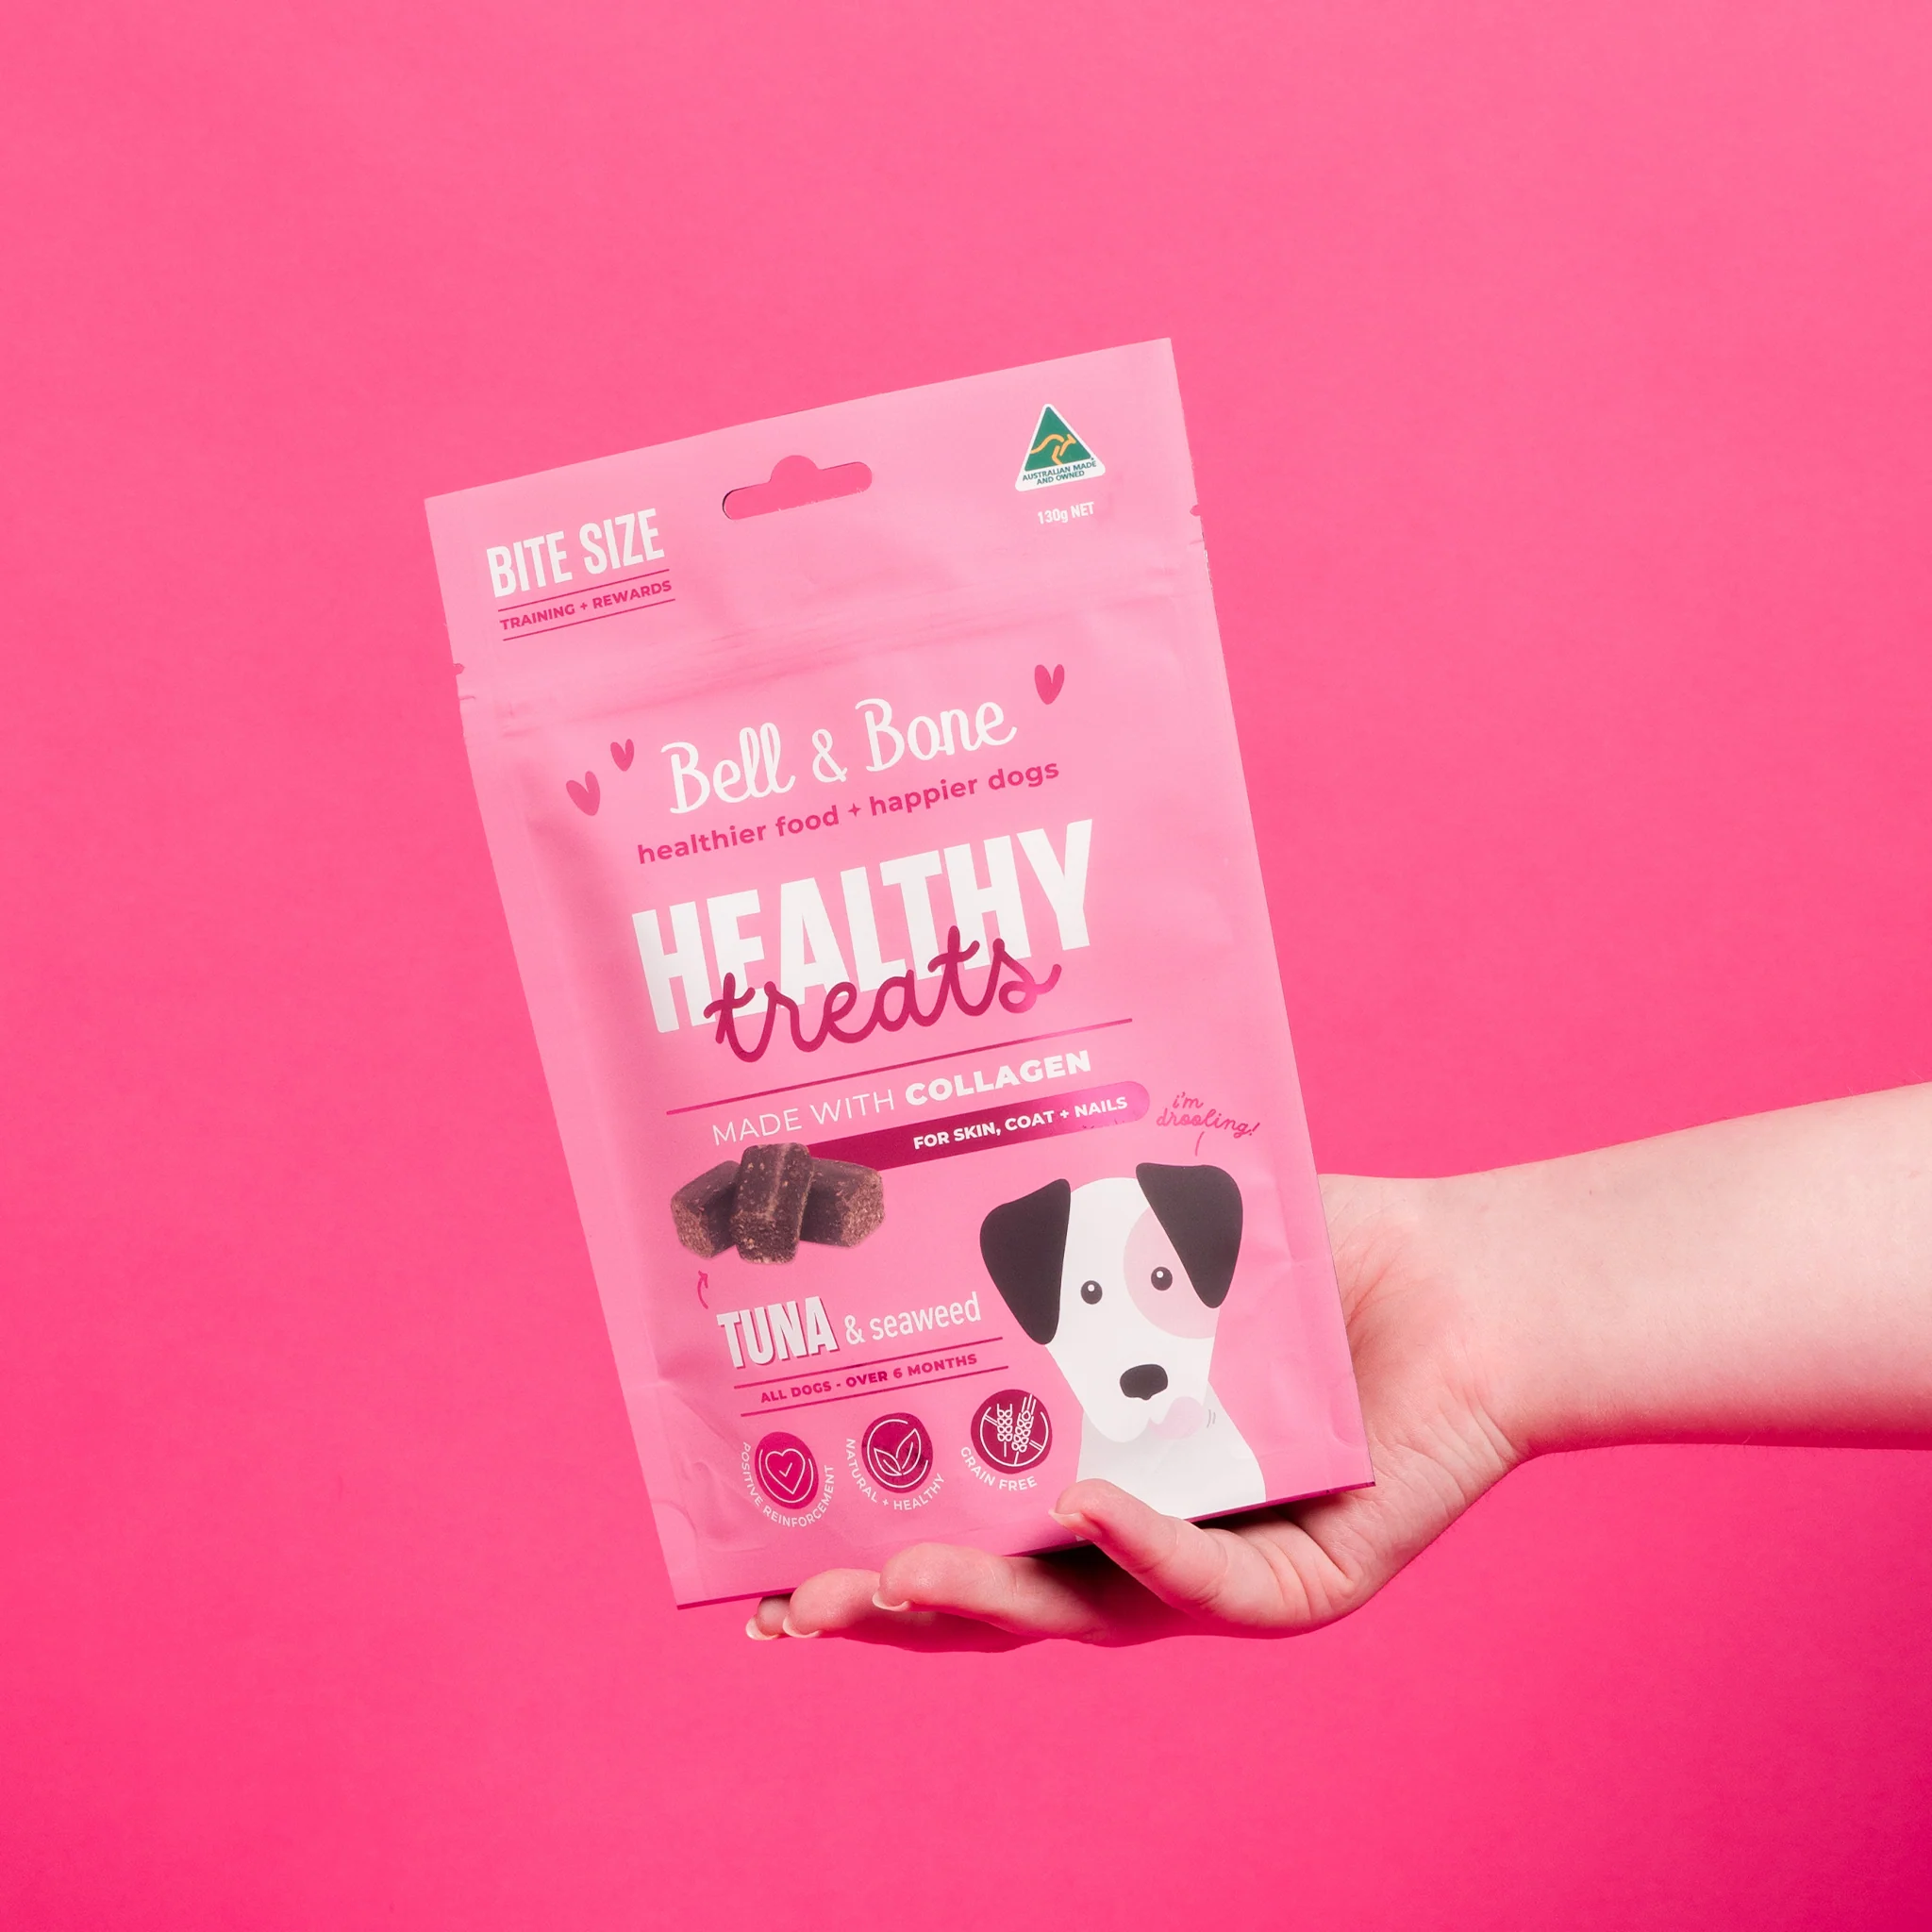 AUSTRALIAN MADE
AND OWNED
130g NET
BITE SIZE
TRAINING + REWARDS
Bell & Bone
healthier food + happier dogs
HEALTHY
treats
MADE WITH COLLAGEN
FOR SKIN, COAT + NAILS
i'm
drooling!
TUNA & seaweed
ALL DOGS - OVER 6 MONTHS
POSITIVE REINFORCEMENT
NATURAL + HEALTHY
GRAIN FREE